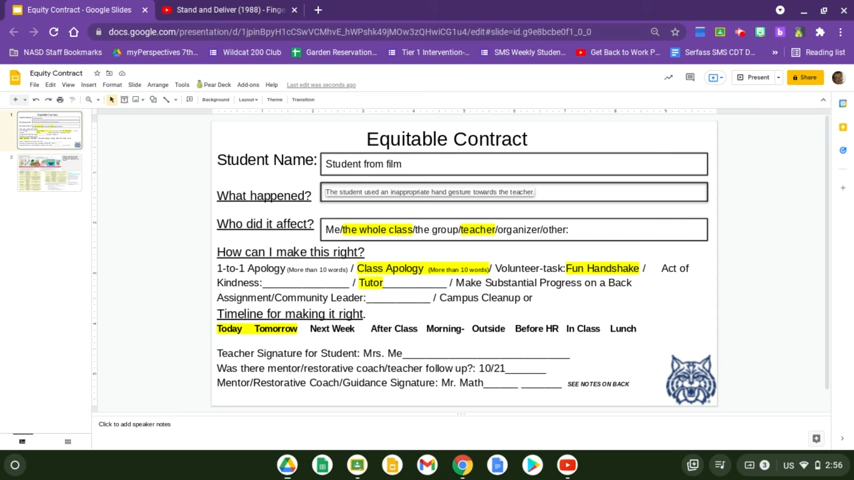 Equity Contract - Google Slides
Stand and Deliver (1988) - Finge
docs.google.com/presentation/d/1jpinBpyH1cCSwVCMhvE_hWPshk49jMOw3zQHwiCG1u4/edit#slide=id.g9e8bcbe0f1_0_0
NASD Staff Bookmarks
myPerspectives 7th...
Wildcat 200 Club
Garden Reservation...
Tier 1 Intervention-...
SMS Weekly Studen...
Get Back to Work P...
Serfass SMS CDT D...
Reading list
Equity Contract
File Edit View Insert Format Slide Arrange Tools Pear Deck Add-ons Help Last edit was seconds ago
Present
Share
Background Layout Theme Transition
1
2
Equitable Contract
Student Name: Student from film
What happened? The student used an inappropriate hand gesture towards the teacher.
Who did it affect? Me/the whole class/the group/teacher/organizer/other:
How can I make this right?
1-to-1 Apology (More than 10 words) / Class Apology (More than 10 words)/ Volunteer-task:Fun Handshake / Act of
Kindness:______________ / Tutor__________ / Make Substantial Progress on a Back
Assignment/Community Leader:__________ / Campus Cleanup or
Timeline for making it right.
Today Tomorrow Next Week After Class Morning- Outside Before HR In Class Lunch
Teacher Signature for Student: Mrs. Me__________________________
Was there mentor/restorative coach/teacher follow up?: 10/21_______
Mentor/Restorative Coach/Guidance Signature: Mr. Math______ _______ SEE NOTES ON BACK
Click to add speaker notes
3 US 2:56